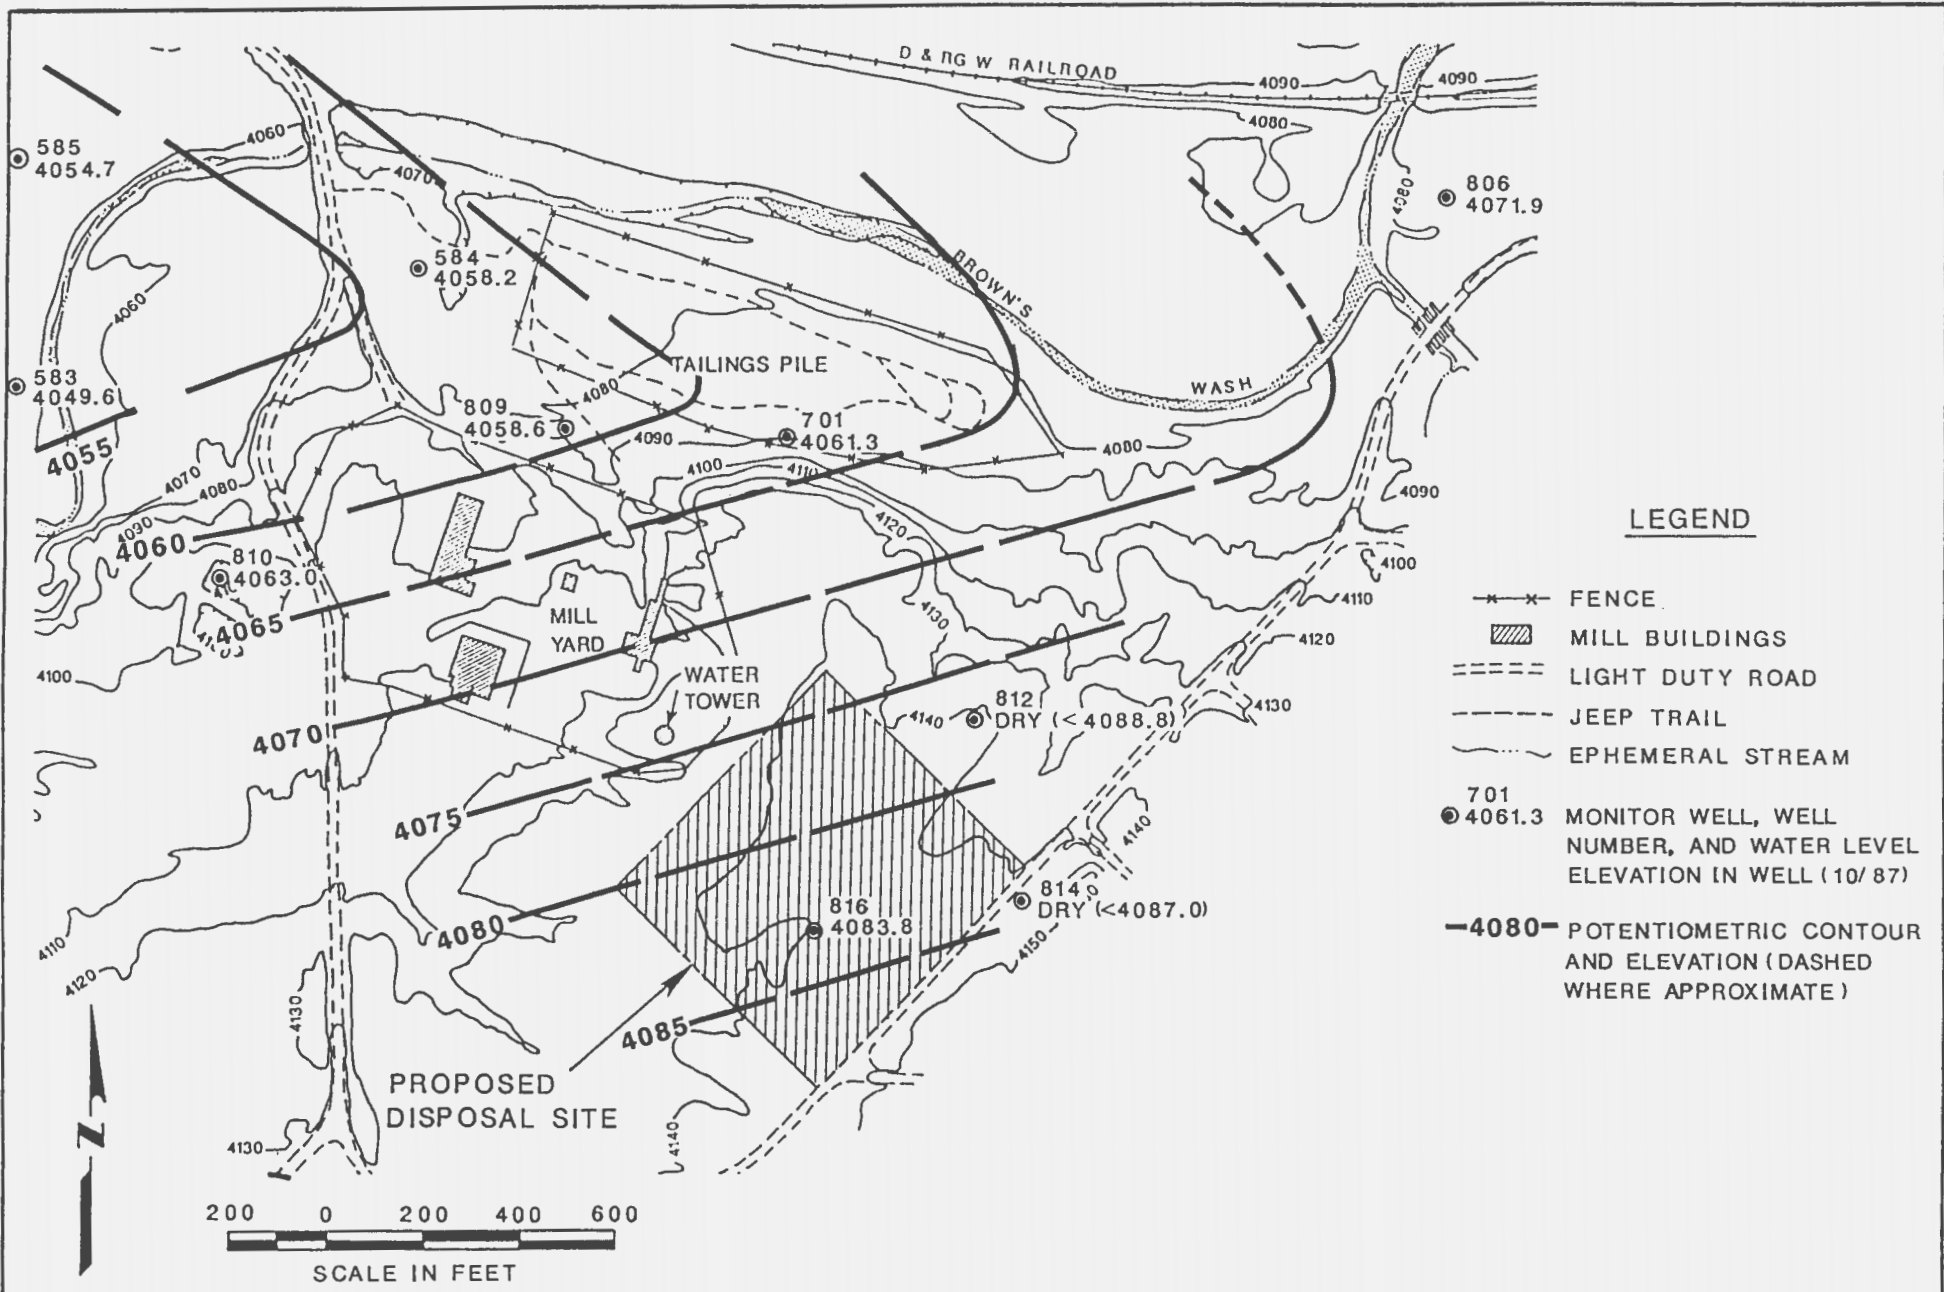 D & RG W RAILROAD
4090
4090
4080
4060
585
4054.7
4070
4080
806
4071.9
584
4058.2
BROWN'S
4060
TAILINGS PILE
583
4049.6
4080
WASH
809
4058.6
701
4061.3
4090
4080
4055
4100
4110
4070
4080
4090
4090
4120
4060
810
4063.0
4100
4110
4065
MILL
YARD
4130
4120
4100
WATER
TOWER
812
DRY (< 4088.8)
4140
4130
4070
4075
4140
4080
816
4083.8
814
DRY (<4087.0)
4110
4120
4150
4130
4085
PROPOSED
DISPOSAL SITE
4130
4140
N
200 0 200 400 600
SCALE IN FEET
LEGEND
FENCE
MILL BUILDINGS
LIGHT DUTY ROAD
JEEP TRAIL
EPHEMERAL STREAM
701
4061.3 MONITOR WELL, WELL
NUMBER, AND WATER LEVEL
ELEVATION IN WELL (10/87)
4080 POTENTIOMETRIC CONTOUR
AND ELEVATION (DASHED
WHERE APPROXIMATE)